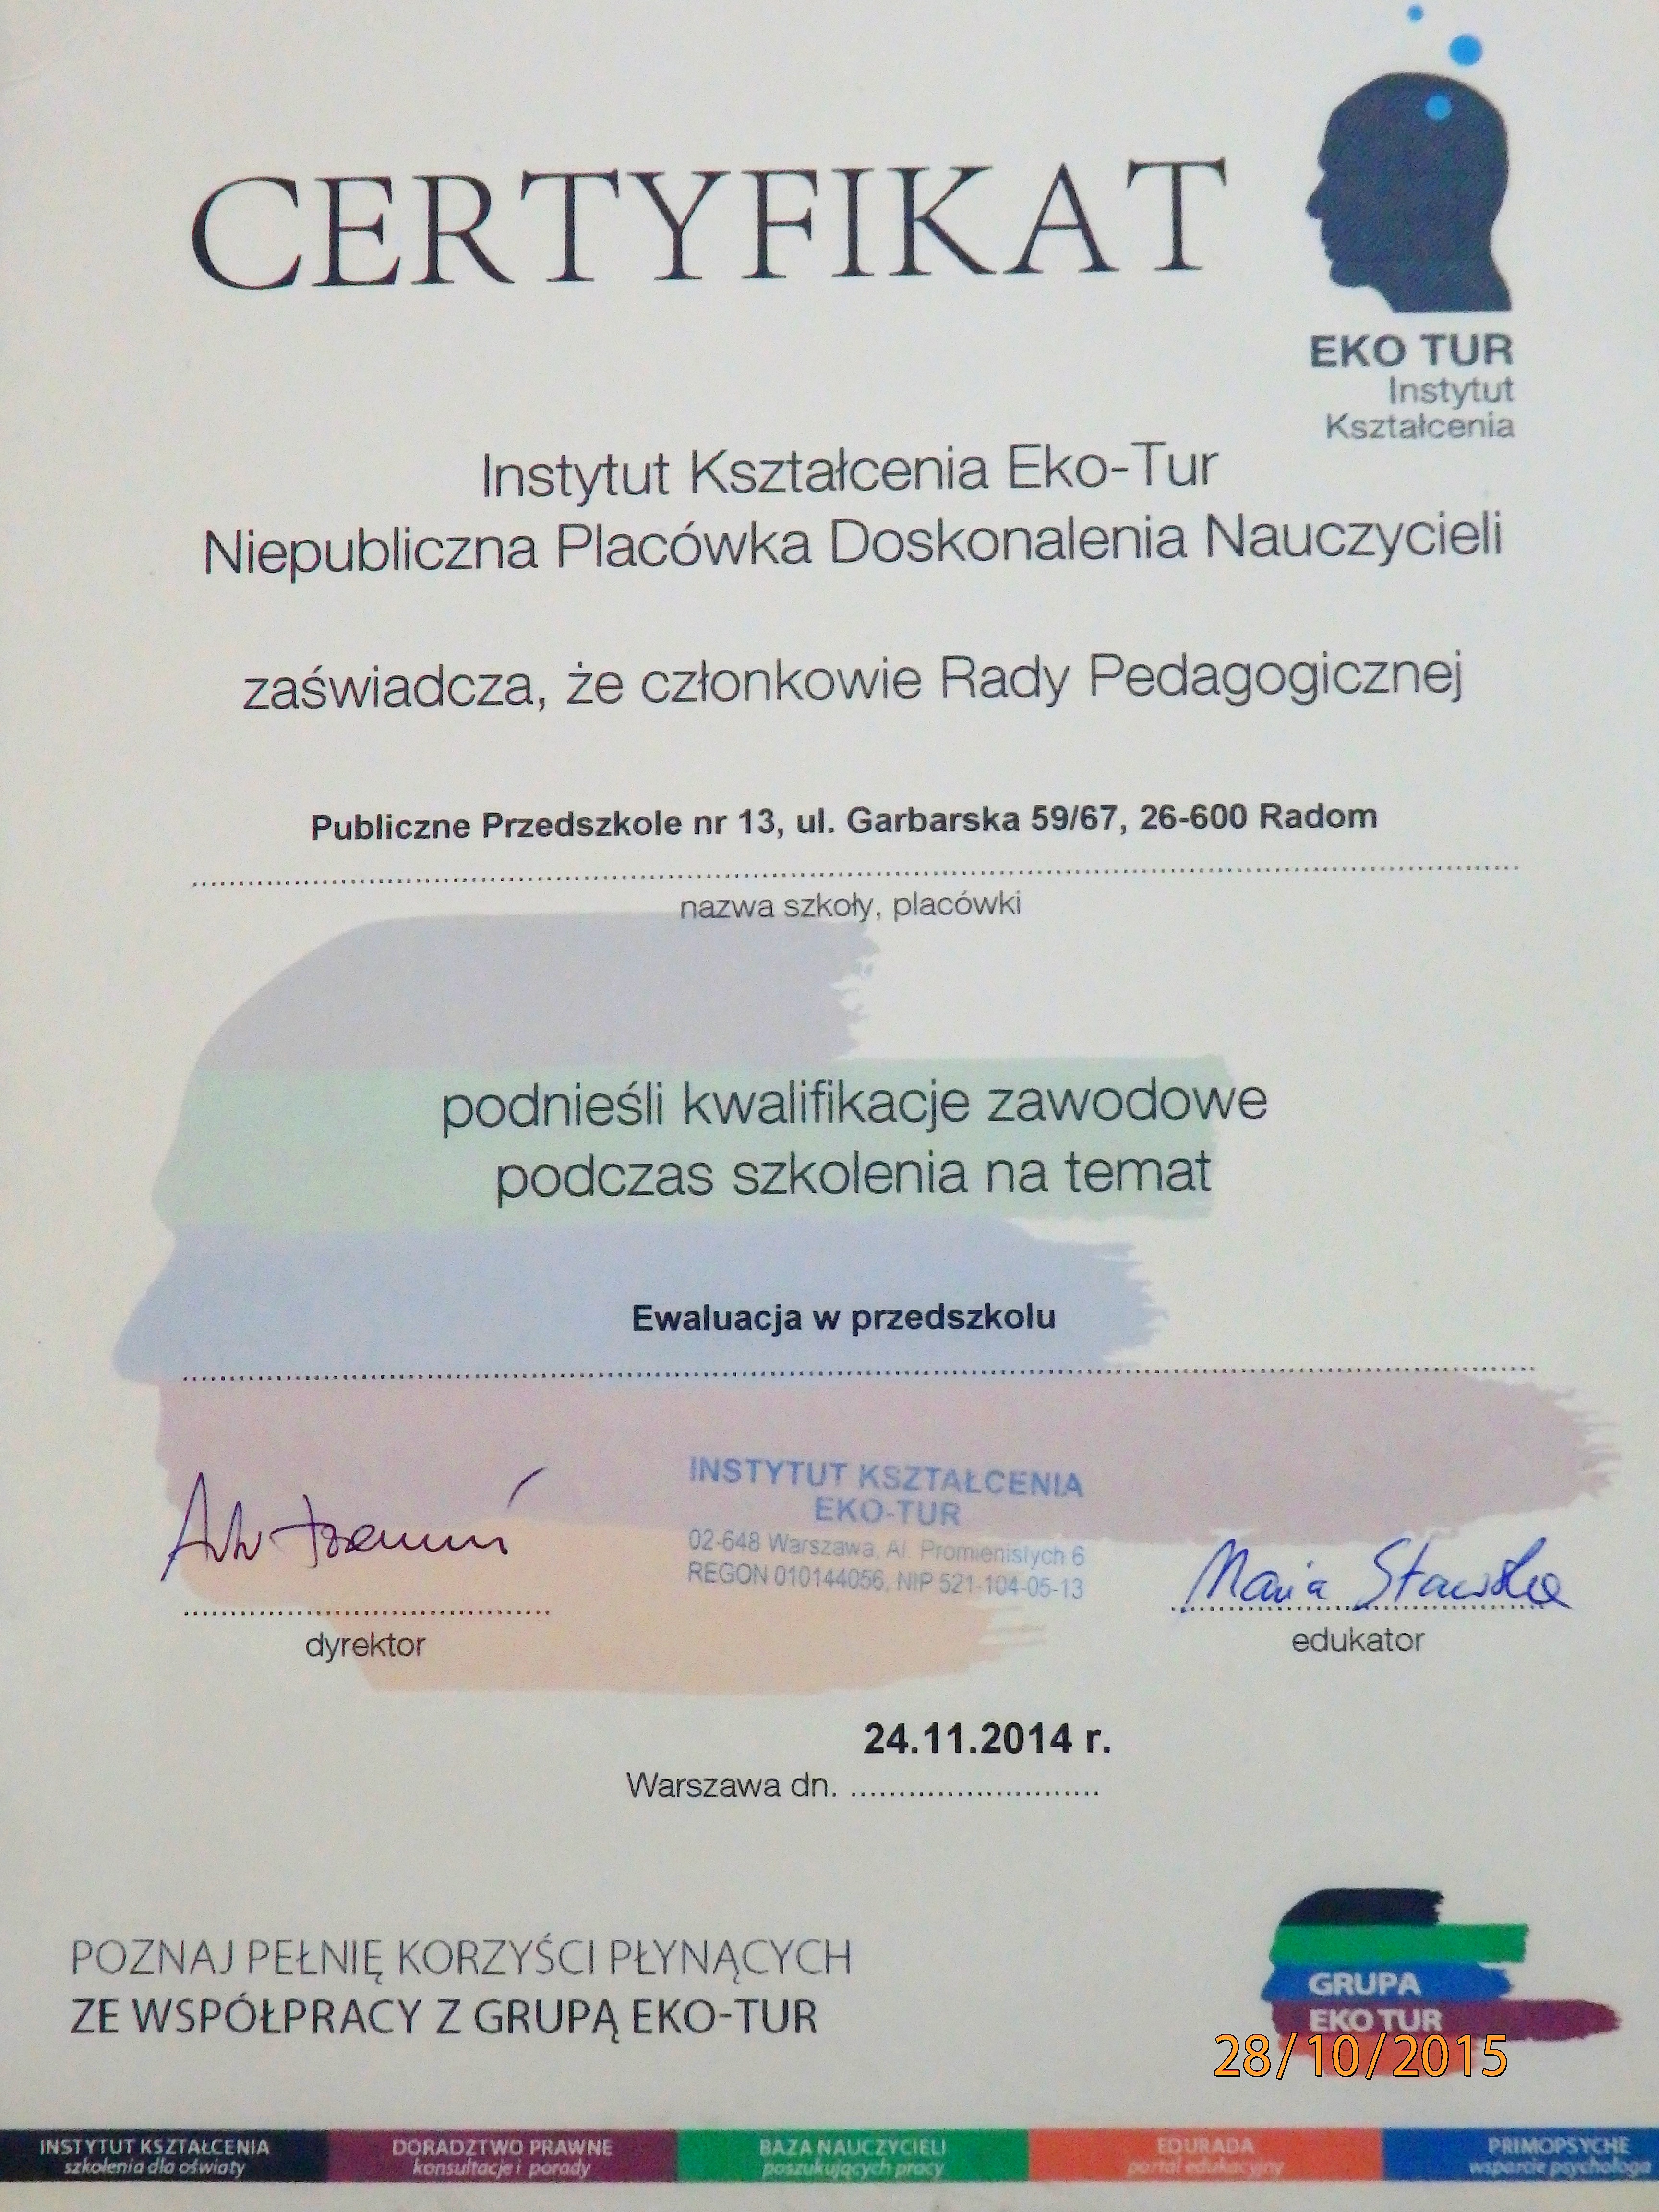 CERTYFIKAT
EKO TUR
Instytut
Kształcenia
Instytut Kształcenia Eko-Tur
Niepubliczna Placówka Doskonalenia Nauczycieli
zaświadcza, że członkowie Rady Pedagogicznej
Publiczne Przedszkole nr 13, ul. Garbarska 59/67, 26-600 Radom
nazwa szkoły, placówki
podnieśli kwalifikacje zawodowe
podczas szkolenia na temat
Ewaluacja w przedszkolu
INSTYTUT KSZTAŁCENIA
EKO-TUR
02-648 Warszawa, Al. Promienistych 6
REGON 010144056, NIP 521-104-05-13
Maria Stawska
dyrektor
edukator
24.11.2014 r.
Warszawa dn.
POZNAJ PEŁNIĘ KORZYŚCI PŁYNĄCYCH
ZE WSPÓŁPRACY Z GRUPĄ EKO-TUR
GRUPA
EKO TUR
28/10/2015
INSTYTUT KSZTAŁCENIA
szkolenia dla oświaty
DORADZTWO PRAWNE
konsultacje i porady
BAZA NAUCZYCIELI
poszukujących pracy
EDURADA
portal edukacyjny
PRIMOPSYCHE
wsparcie psychologa